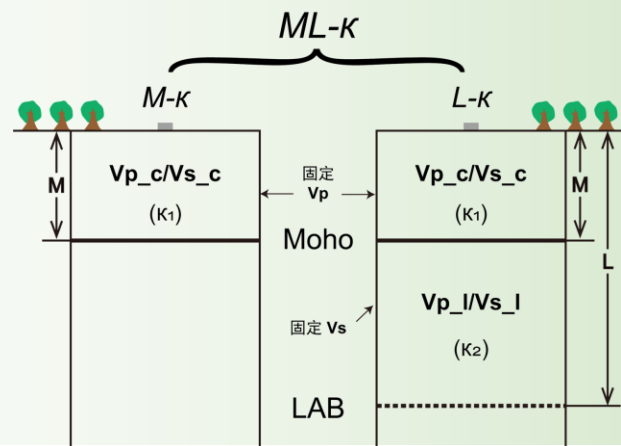 ML-κ
M-κ
L-κ
M
Vp_c/Vs_c
(κ₁)
固定
Vp
Vp_c/Vs_c
(κ₁)
M
L
Moho
固定 Vs
Vp_l/Vs_l
(κ₂)
LAB